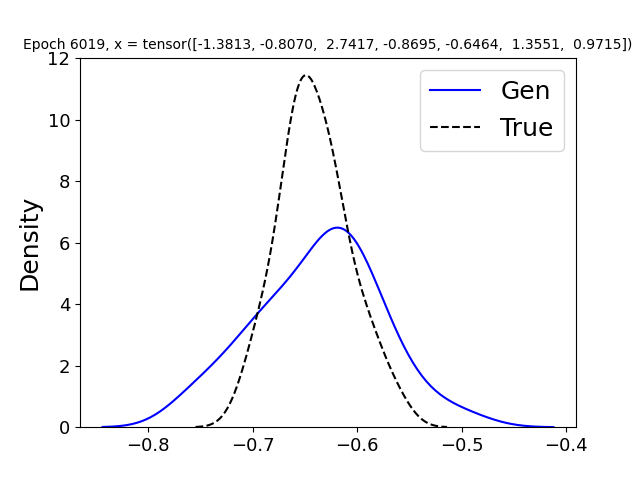 Epoch 6019, x = tensor([-1.3813, -0.8070,  2.7417, -0.8695, -0.6464,  1.3551,  0.9715])
12
10
8
6
4
2
0
Density
Gen
True
−0.8 −0.7 −0.6 −0.5 −0.4